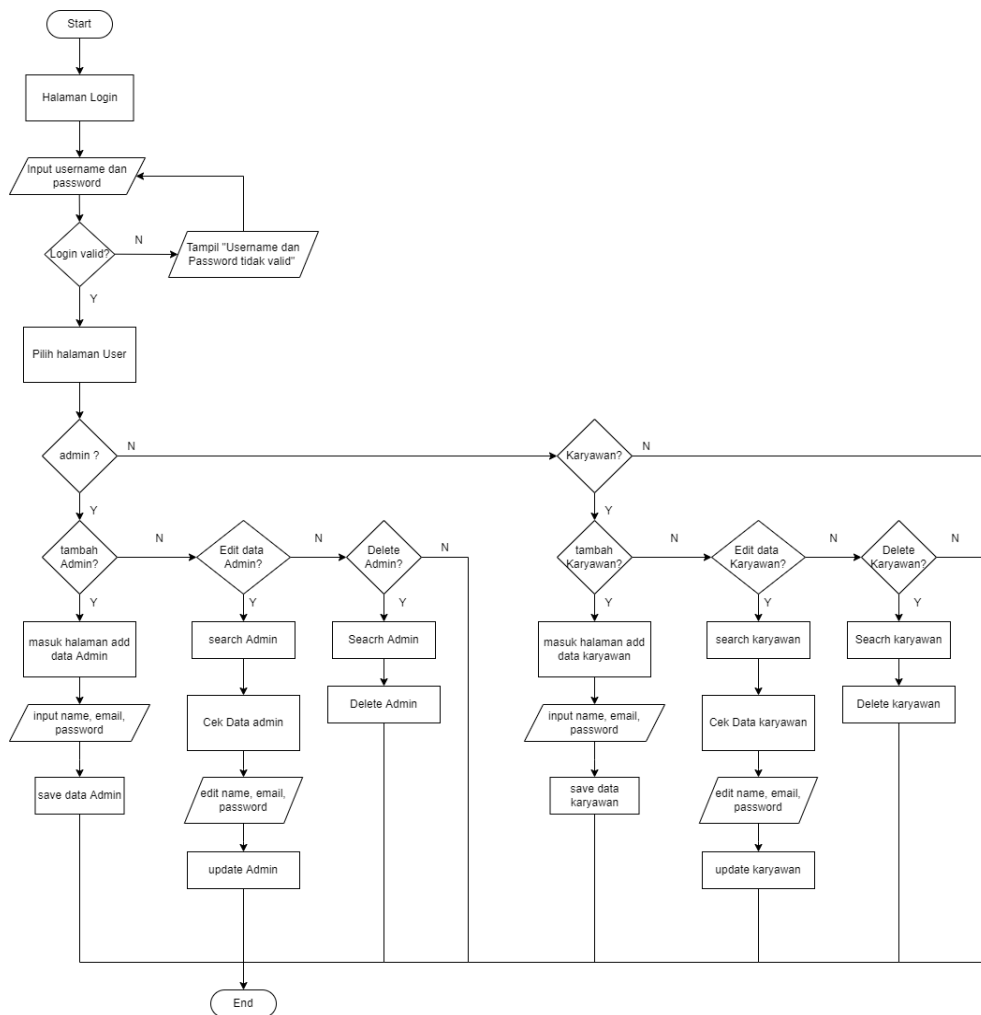 Start
Halaman Login
Input username dan
password
Login valid?
N
Tampil "Username dan
Password tidak valid"
Y
Pilih halaman User
admin ?
N
Karyawan?
N
Y
Y
tambah
Admin?
N
Edit data
Admin?
N
Delete
Admin?
N
tambah
Karyawan?
N
Edit data
Karyawan?
N
Delete
Karyawan?
N
Y
Y
Y
Y
Y
Y
masuk halaman add
data Admin
search Admin
Seacrh Admin
masuk halaman add
data karyawan
search karyawan
Seacrh karyawan
input name, email,
password
Cek Data admin
Delete Admin
input name, email,
password
Cek Data karyawan
Delete karyawan
save data Admin
edit name, email,
password
save data
karyawan
edit name, email,
password
update Admin
update karyawan
End